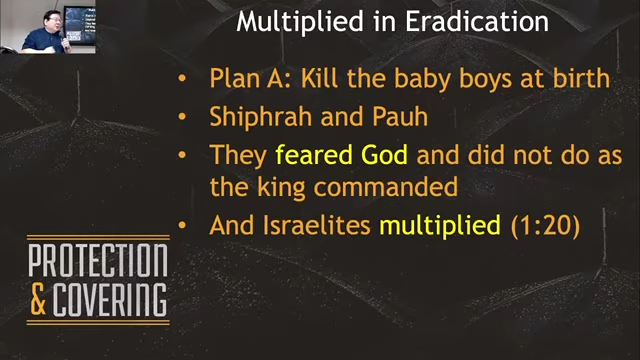 Multiplied in Eradication
• Plan A: Kill the baby boys at birth
• Shiphrah and Pauh
• They feared God and did not do as
the king commanded
• And Israelites multiplied (1:20)
PROTECTION
& COVERING